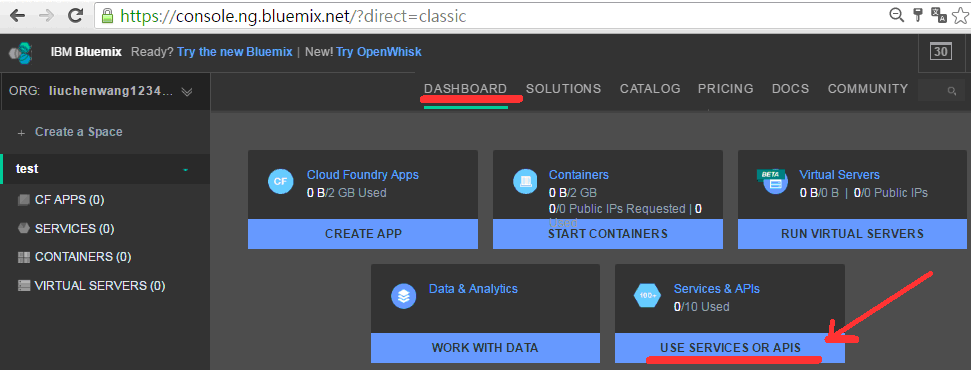 https://console.ng.bluemix.net/?direct=classic
IBM Bluemix Ready? Try the new Bluemix | New! Try OpenWhisk
30
ORG: liuchenwang1234...
DASHBOARD SOLUTIONS CATALOG PRICING DOCS COMMUNITY
+ Create a Space
test
CF APPS (0)
SERVICES (0)
CONTAINERS (0)
VIRTUAL SERVERS (0)
CF
Cloud Foundry Apps
0 B/2 GB Used
CREATE APP
Containers
0 B/2 GB
0/0 Public IPs Requested | 0
START CONTAINERS
BETA
Virtual Servers
0 B/0 B | 0/0 Public IPs
RUN VIRTUAL SERVERS
Data & Analytics
WORK WITH DATA
100+
Services & APIs
0/10 Used
USE SERVICES OR APIS